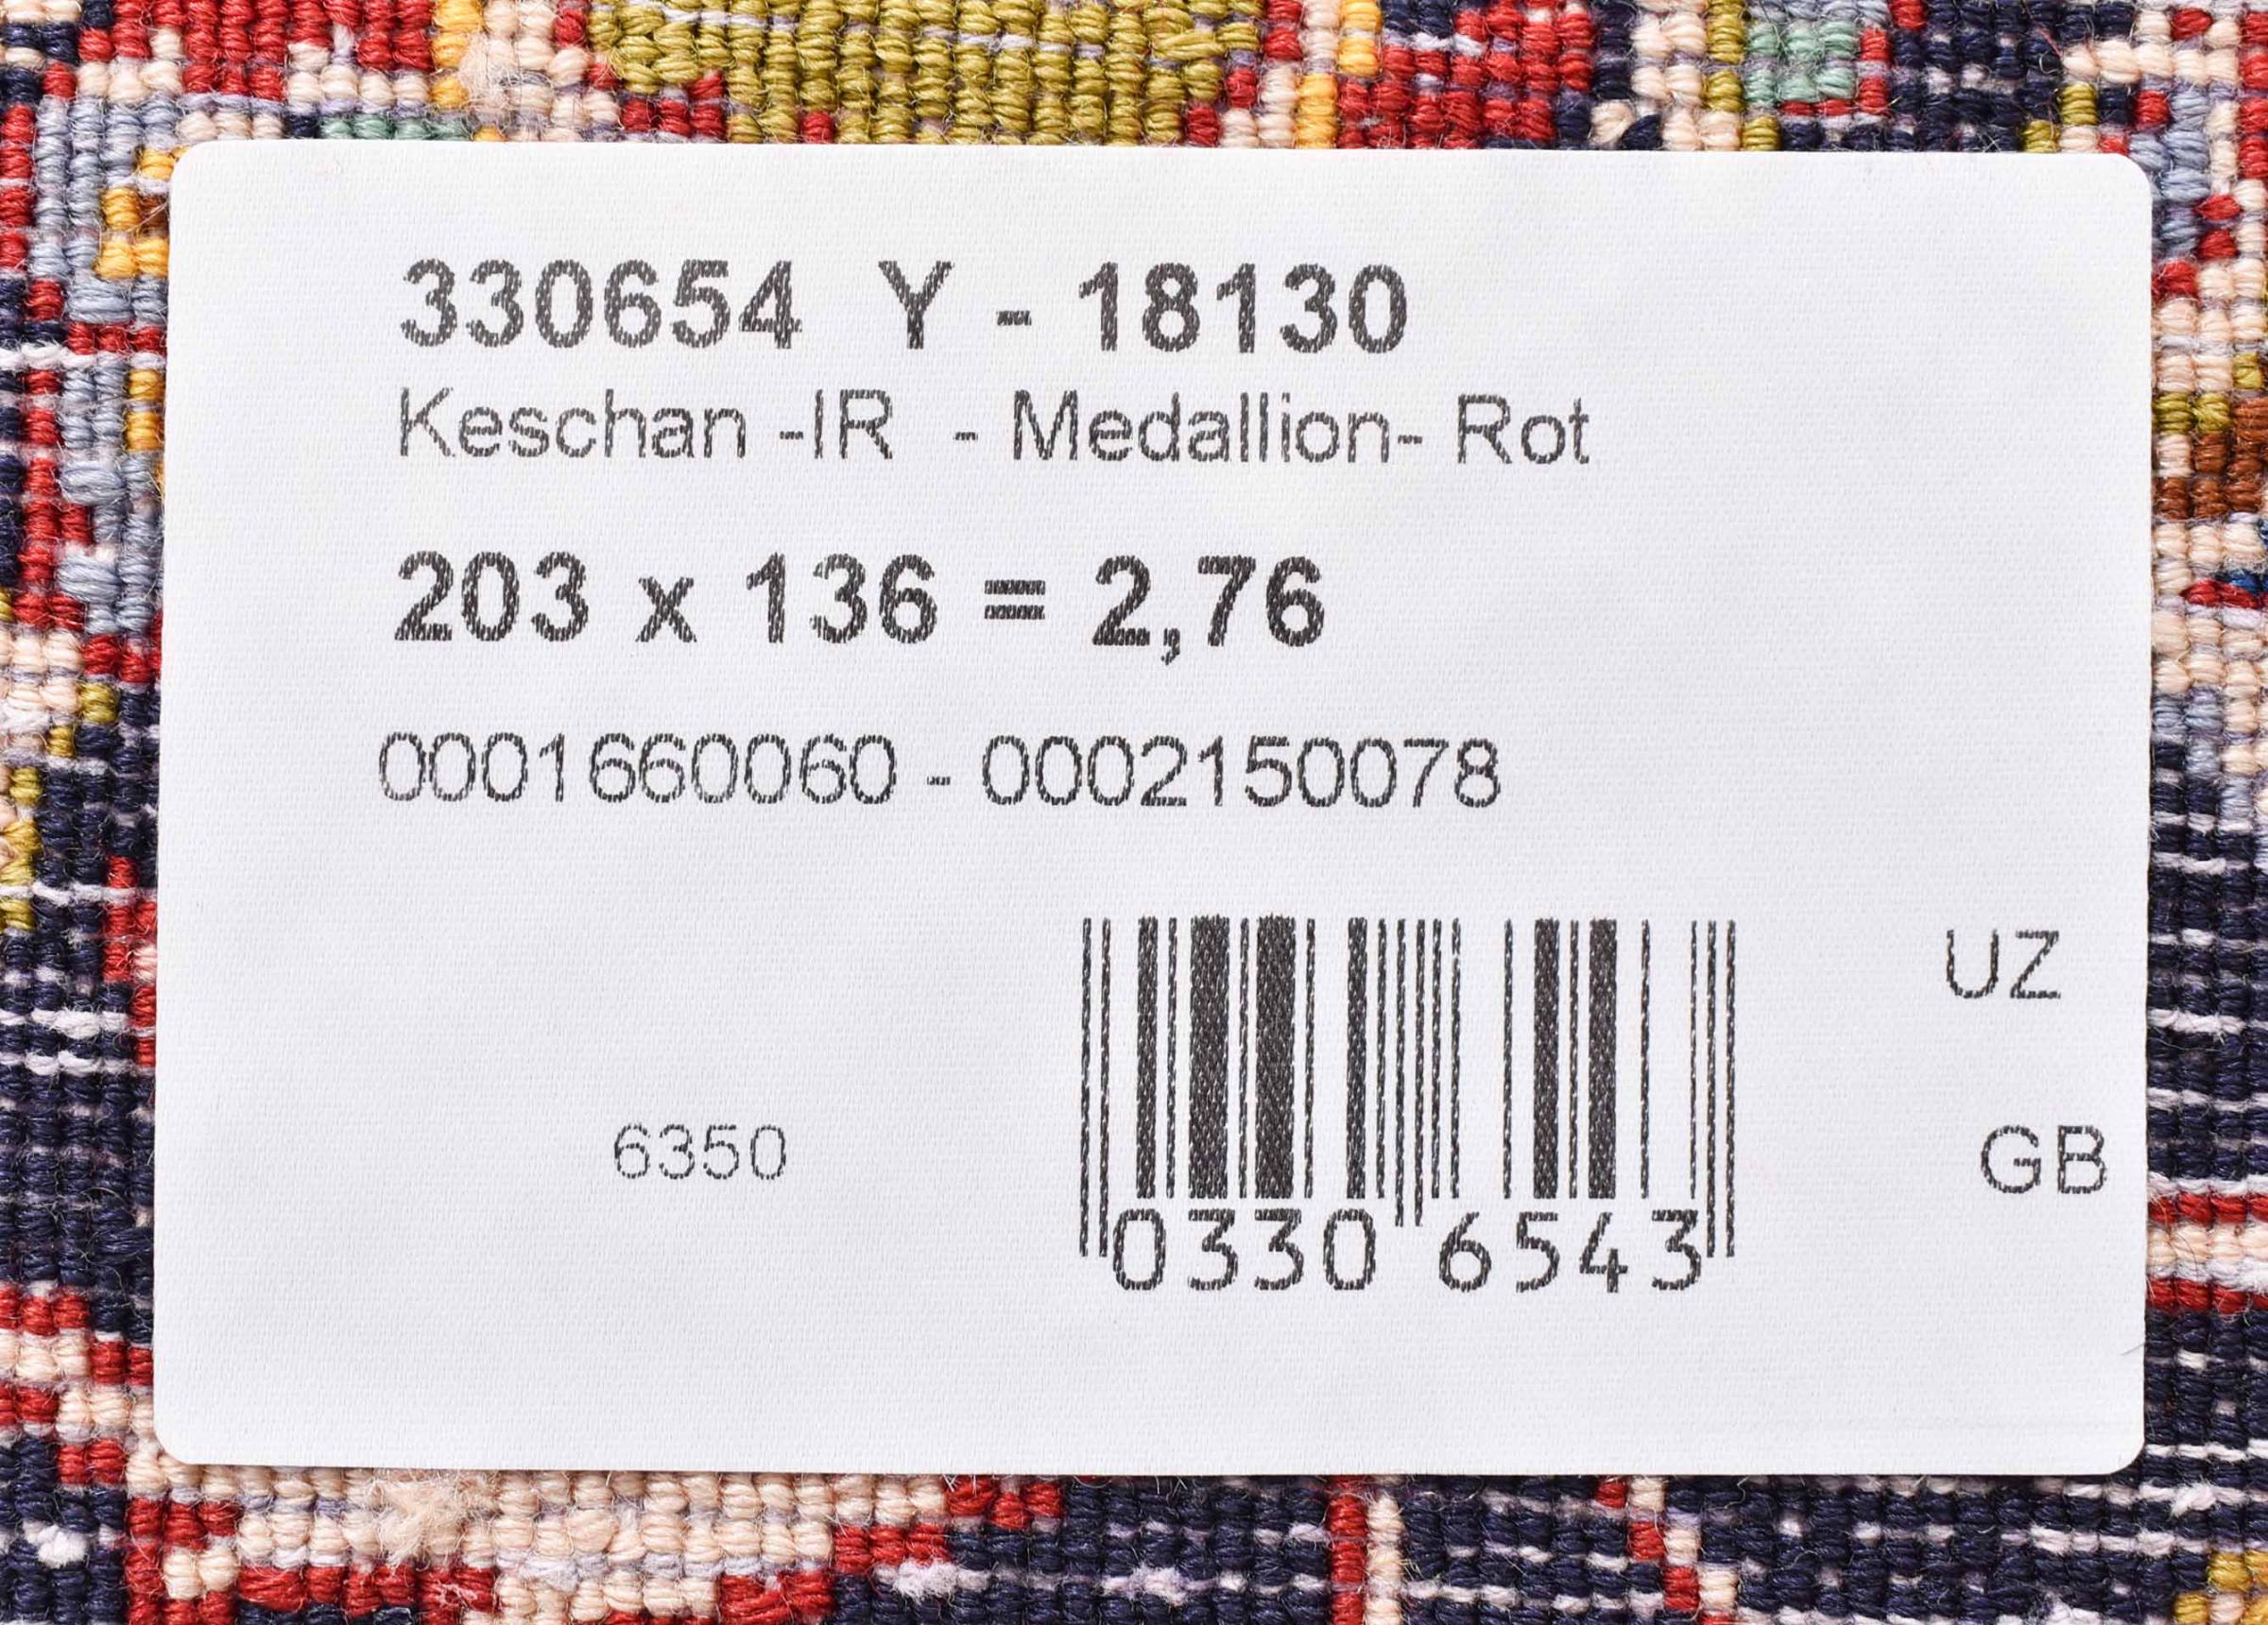 330654 Y - 18130
Keschan -IR - Medallion- Rot
203 x 136 = 2,76
0001660060 - 0002150078
UZ
6350
GB
0330 6543